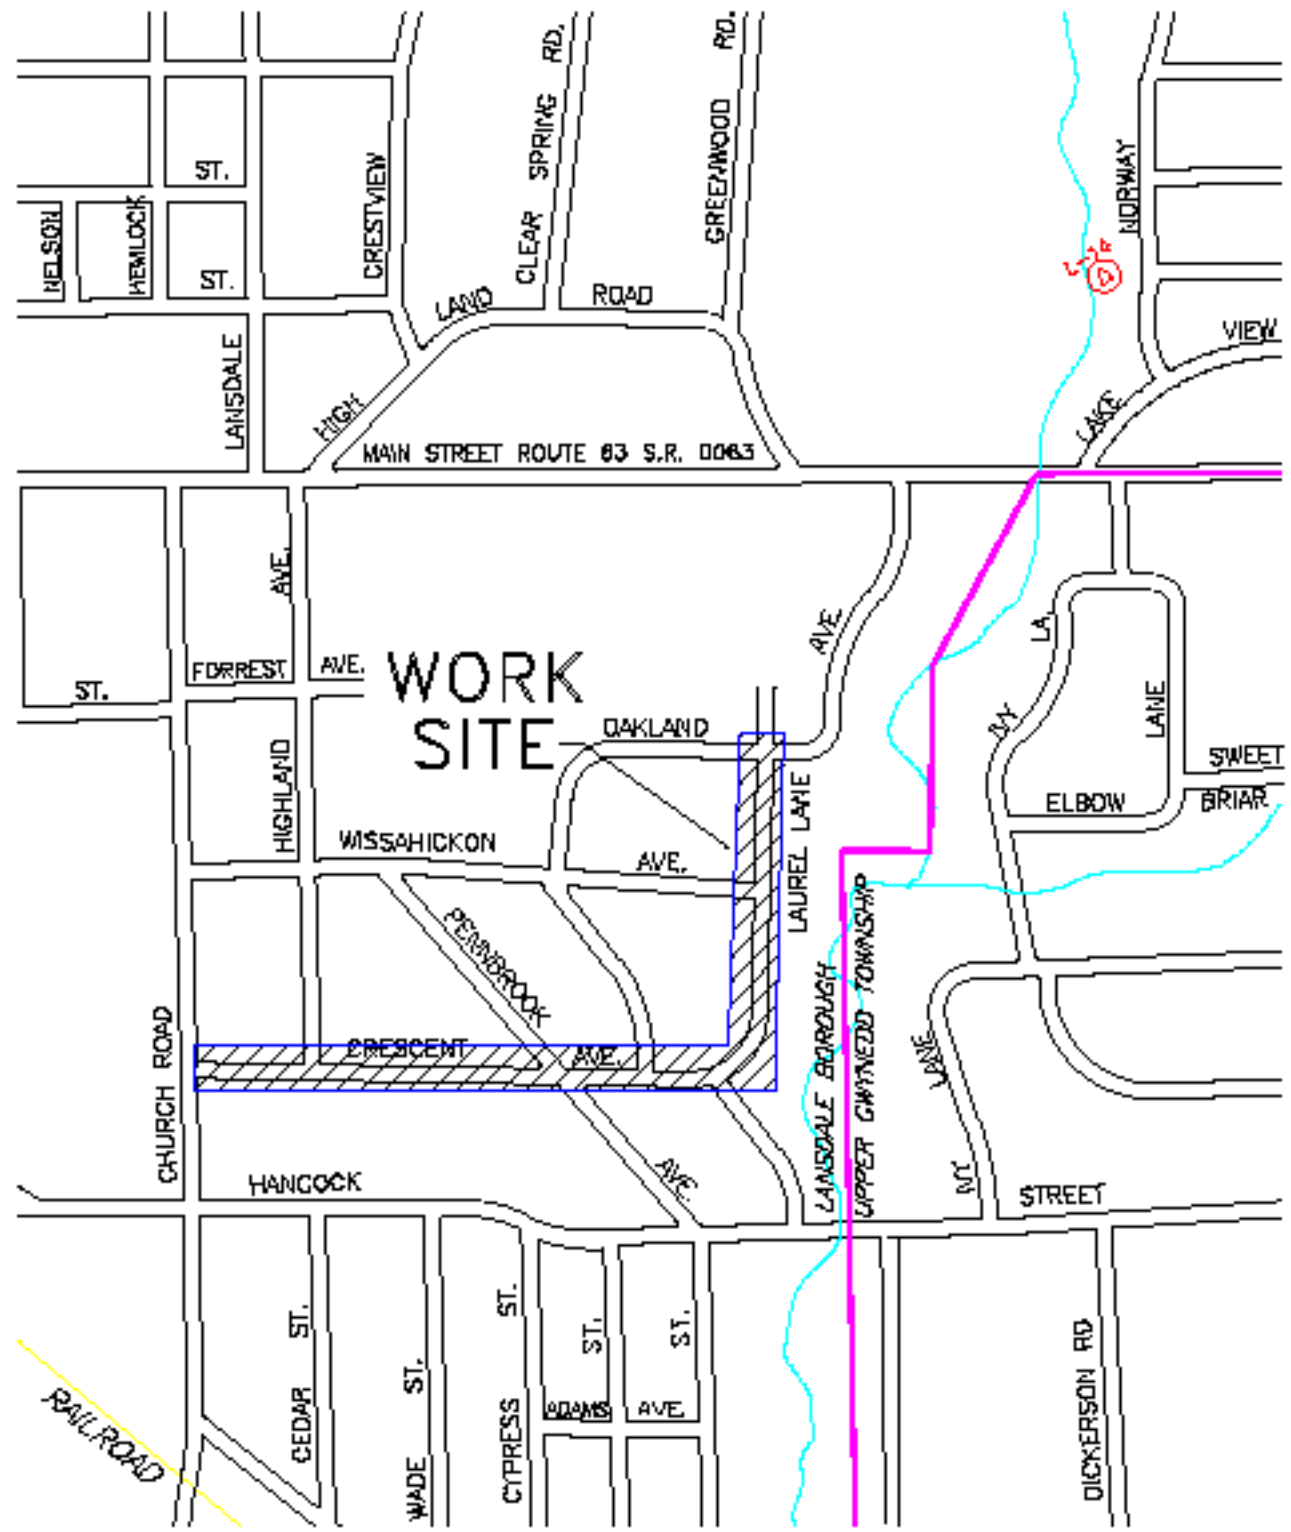 CLEAR SPRING RD.
GREENWOOD RD.
ST.
NELSON
HEMLOCK
CRESTVIEW
NORWAY
ST.
LAND ROAD
VIEW
LANSDALE
HIGH
LAKE
MAIN STREET ROUTE 63 S.R. 0063
AVE.
AVE.
LA.
FORREST AVE.
ST.
WORK
SITE
OAKLAND
IVY
LANE
SWEET
BRIAR
ELBOW
HIGHLAND
WISSAHICKON AVE.
LAUREL LANE
PENNBROOK
CHURCH ROAD
CRESCENT AVE.
LANSDALE BOROUGH
UPPER GWYNEDD TOWNSHIP
LANE
IVY
AVE.
HANCOCK STREET
CEDAR ST.
WADE ST.
CYPRESS ST.
ST.
ST.
ADAMS AVE.
DICKERSON RD
RAILROAD